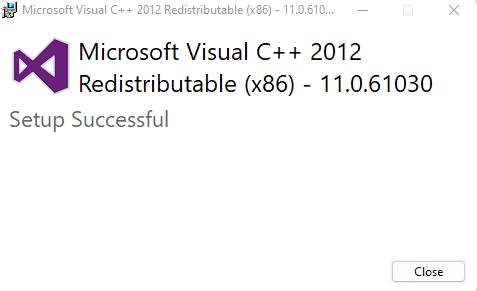 Microsoft Visual C++ 2012 Redistributable (x86) - 11.0.610...
Microsoft Visual C++ 2012
Redistributable (x86) - 11.0.61030
Setup Successful
Close